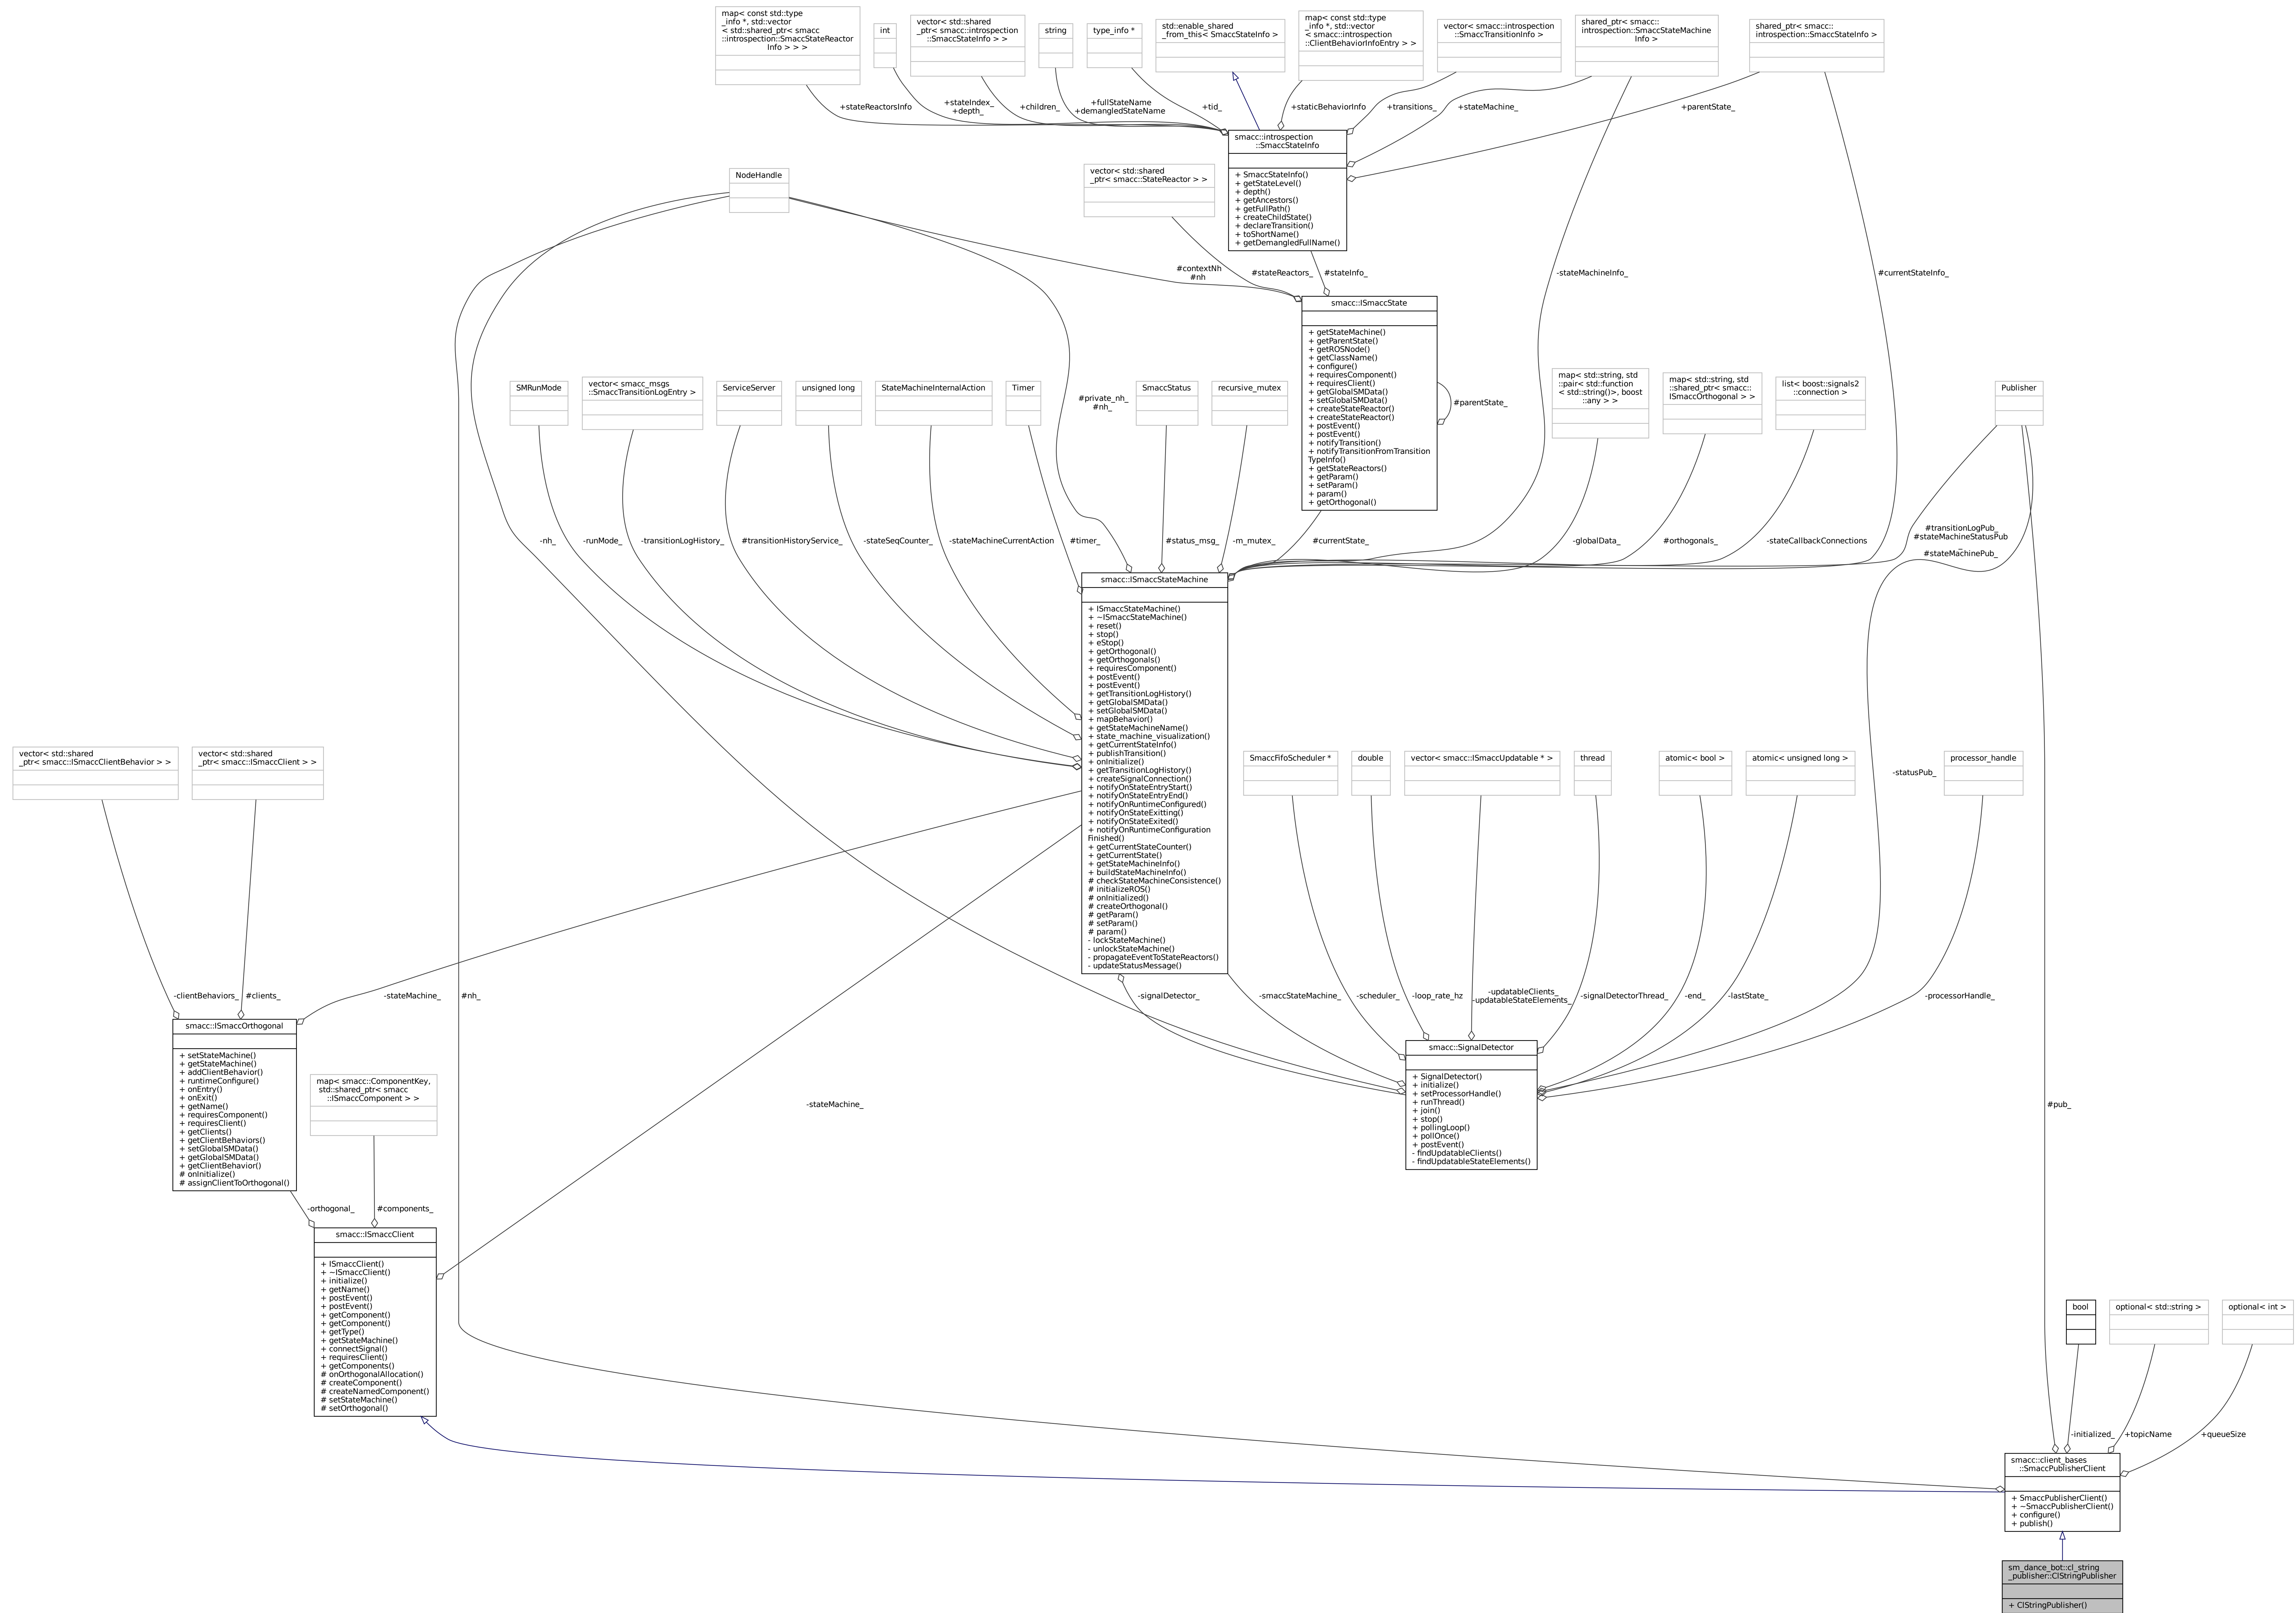 map< const std::type
_info *, std::vector
< std::shared_ptr< smacc
::introspection::SmaccStateReactor
Info > > >
int
vector< std::shared
_ptr< smacc::introspection
::SmaccStateInfo > >
string
type_info *
std::enable_shared
_from_this< SmaccStateInfo >
map< const std::type
_info *, std::vector
< smacc::introspection
::ClientBehaviorInfoEntry > >
vector< smacc::introspection
::SmaccTransitionInfo >
shared_ptr< smacc::
introspection::SmaccStateMachine
Info >
shared_ptr< smacc::
introspection::SmaccStateInfo >
+stateReactorsInfo
+stateIndex_
+depth_
+children_
+fullStateName
+demangledStateName
+tid_
+staticBehaviorInfo
+transitions_
+stateMachine_
+parentState_
smacc::introspection
::SmaccStateInfo
+ SmaccStateInfo()
+ getStateLevel()
+ depth()
+ getAncestors()
+ getFullPath()
+ createChildState()
+ declareTransition()
+ toShortName()
+ getDemangledFullName()
NodeHandle
vector< std::shared
_ptr< smacc::StateReactor > >
#contextNh
#nh
#stateReactors_
#stateInfo_
-stateMachineInfo_
#currentStateInfo_
smacc::ISmaccState
+ getStateMachine()
+ getParentState()
+ getROSNode()
+ getClassName()
+ configure()
+ requiresComponent()
+ requiresClient()
+ getGlobalSMData()
+ setGlobalSMData()
+ createStateReactor()
+ createStateReactor()
+ postEvent()
+ postEvent()
+ notifyTransition()
+ notifyTransitionFromTransition
TypeInfo()
+ getStateReactors()
+ getParam()
+ setParam()
+ param()
+ getOrthogonal()
#parentState_
#private_nh_
#nh_
SMRunMode
vector< smacc_msgs
::SmaccTransitionLogEntry >
ServiceServer
unsigned long
StateMachineInternalAction
Timer
SmaccStatus
recursive_mutex
map< std::string, std
::pair< std::function
< std::string()>, boost
::any > >
map< std::string, std
::shared_ptr< smacc::
ISmaccOrthogonal > >
list< boost::signals2
::connection >
Publisher
-nh_
-runMode_
-transitionLogHistory_
#transitionHistoryService_
-stateSeqCounter_
-stateMachineCurrentAction
#timer_
#status_msg_
-m_mutex_
#currentState_
-globalData_
#orthogonals_
-stateCallbackConnections
#transitionLogPub_
#stateMachineStatusPub
_
#stateMachinePub_
smacc::ISmaccStateMachine
+ ISmaccStateMachine()
+ ~ISmaccStateMachine()
+ reset()
+ stop()
+ eStop()
+ getOrthogonal()
+ getOrthogonals()
+ requiresComponent()
+ postEvent()
+ postEvent()
+ getTransitionLogHistory()
+ getGlobalSMData()
+ setGlobalSMData()
+ mapBehavior()
+ getStateMachineName()
+ state_machine_visualization()
+ getCurrentStateInfo()
+ publishTransition()
+ onInitialize()
+ getTransitionLogHistory()
+ createSignalConnection()
+ notifyOnStateEntryStart()
+ notifyOnStateEntryEnd()
+ notifyOnRuntimeConfigured()
+ notifyOnStateExitting()
+ notifyOnStateExited()
+ notifyOnRuntimeConfiguration
Finished()
+ getCurrentStateCounter()
+ getCurrentState()
+ getStateMachineInfo()
+ buildStateMachineInfo()
# checkStateMachineConsistence()
# initializeROS()
# onInitialized()
# createOrthogonal()
# getParam()
# setParam()
# param()
- lockStateMachine()
- unlockStateMachine()
- propagateEventToStateReactors()
- updateStatusMessage()
vector< std::shared
_ptr< smacc::ISmaccClientBehavior > >
vector< std::shared
_ptr< smacc::ISmaccClient > >
SmaccFifoScheduler *
double
vector< smacc::ISmaccUpdatable * >
thread
atomic< bool >
atomic< unsigned long >
processor_handle
-statusPub_
-clientBehaviors_
#clients_
-stateMachine_
#nh_
-signalDetector_
-smaccStateMachine_
-scheduler_
-loop_rate_hz
-updatableClients_
-updatableStateElements_
-signalDetectorThread_
-end_
-lastState_
-processorHandle_
smacc::ISmaccOrthogonal
+ setStateMachine()
+ getStateMachine()
+ addClientBehavior()
+ runtimeConfigure()
+ onEntry()
+ onExit()
+ getName()
+ requiresComponent()
+ requiresClient()
+ getClients()
+ getClientBehaviors()
+ setGlobalSMData()
+ getGlobalSMData()
+ getClientBehavior()
# onInitialize()
# assignClientToOrthogonal()
map< smacc::ComponentKey,
std::shared_ptr< smacc
::ISmaccComponent > >
-stateMachine_
smacc::SignalDetector
+ SignalDetector()
+ initialize()
+ setProcessorHandle()
+ runThread()
+ join()
+ stop()
+ pollingLoop()
+ pollOnce()
+ postEvent()
- findUpdatableClients()
- findUpdatableStateElements()
#pub_
-orthogonal_
#components_
smacc::ISmaccClient
+ ISmaccClient()
+ ~ISmaccClient()
+ initialize()
+ getName()
+ postEvent()
+ postEvent()
+ getComponent()
+ getComponent()
+ getType()
+ getStateMachine()
+ connectSignal()
+ requiresClient()
+ getComponents()
# onOrthogonalAllocation()
# createComponent()
# createNamedComponent()
# setStateMachine()
# setOrthogonal()
bool
optional< std::string >
optional< int >
-initialized_
+topicName
+queueSize
smacc::client_bases
::SmaccPublisherClient
+ SmaccPublisherClient()
+ ~SmaccPublisherClient()
+ configure()
+ publish()
sm_dance_bot::cl_string
_publisher::ClStringPublisher
+ ClStringPublisher()